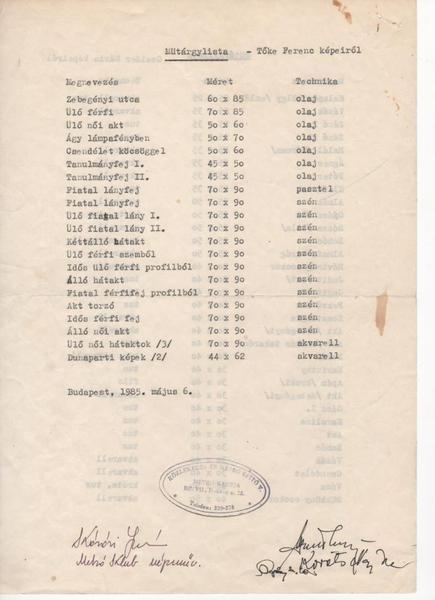 Műtárgylista - Tőke Ferenc képeiről
Megnevezés Méret Technika
Zebegényi utca 60 x 85 olaj
Ülő férfi 70 x 85 olaj
Ülő női akt 50 x 60 olaj
Ágy lámpafényben 50 x 70 olaj
Csendélet köcsöggel 50 x 60 olaj
Tanulmányfej I. 45 x 50 olaj
Tanulmányfej II. 45 x 50 olaj
Fiatal lányfej 70 x 90 pasztel
Fiatal lányfej 70 x 90 szén
Ülő fiatal lány I. 70 x 90 szén
Ülő fiatal lány II. 70 x 90 szén
Kéttálló hátakt 70 x 90 szén
Ülő férfi szemből 70 x 90 szén
Idős ülő férfi profilból 70 x 90 szén
Álló hátakt 70 x 90 szén
Fiatal férfifej profilból 70 x 90 szén
Akt torzó 70 x 90 szén
Idős férfi fej 70 x 90 szén
Álló női akt 70 x 90 szén
Ülő női hátaktok /3/ 70 x 90 akvarell
Dunaparti képek /2/ 44 x 62 akvarell
Budapest, 1985. május 6.
Metró Klub népműv.